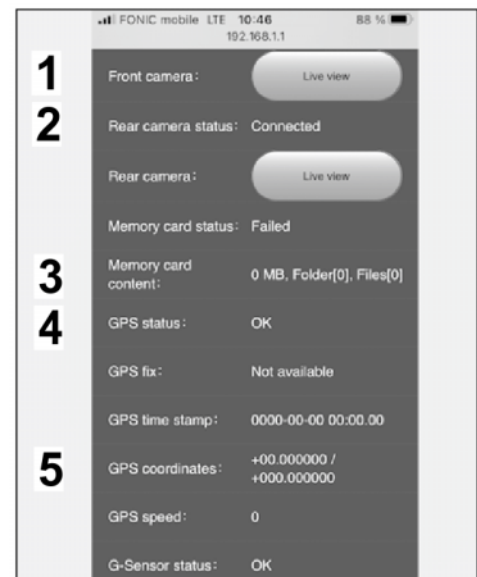 FONIC mobile LTE 10:46 88 %
192.168.1.1
1 Front camera: Live view
2 Rear camera status: Connected
Rear camera: Live view
Memory card status: Failed
3 Memory card
content: 0 MB, Folder[0], Files[0]
4 GPS status: OK
GPS fix: Not available
GPS time stamp: 0000-00-00 00:00.00
5 GPS coordinates: +00.000000 /
+000.000000
GPS speed: 0
G-Sensor status: OK